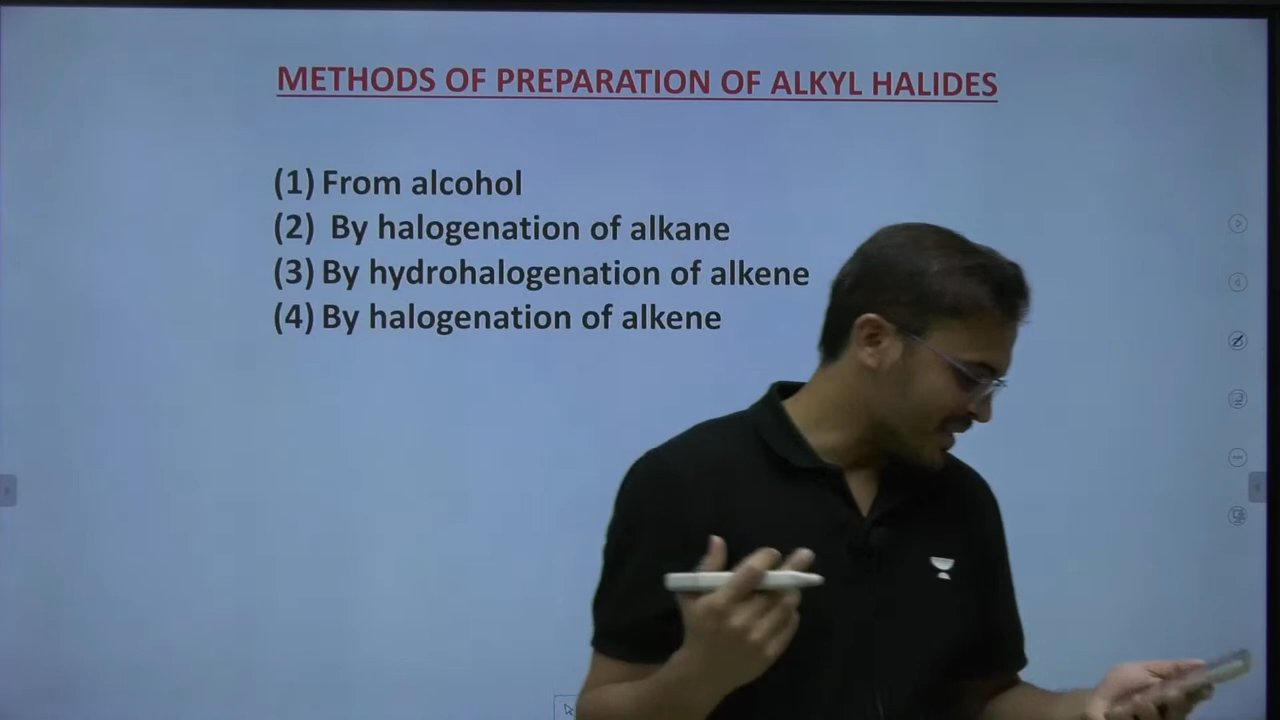 METHODS OF PREPARATION OF ALKYL HALIDES
(1) From alcohol
(2) By halogenation of alkane
(3) By hydrohalogenation of alkene
(4) By halogenation of alkene